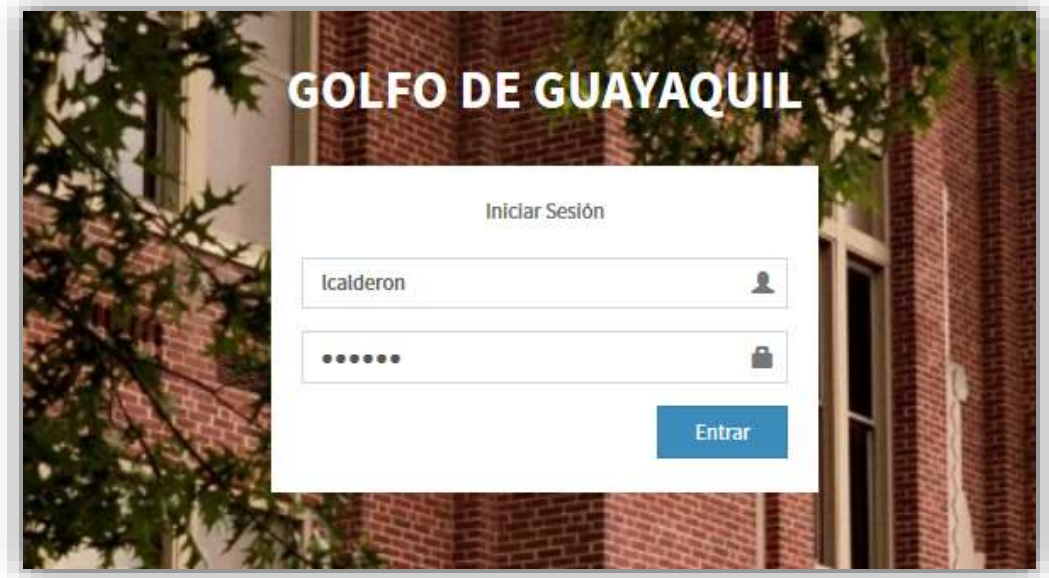 GOLFO DE GUAYAQUIL
Iniciar Sesión
lcalderon
••••••
Entrar